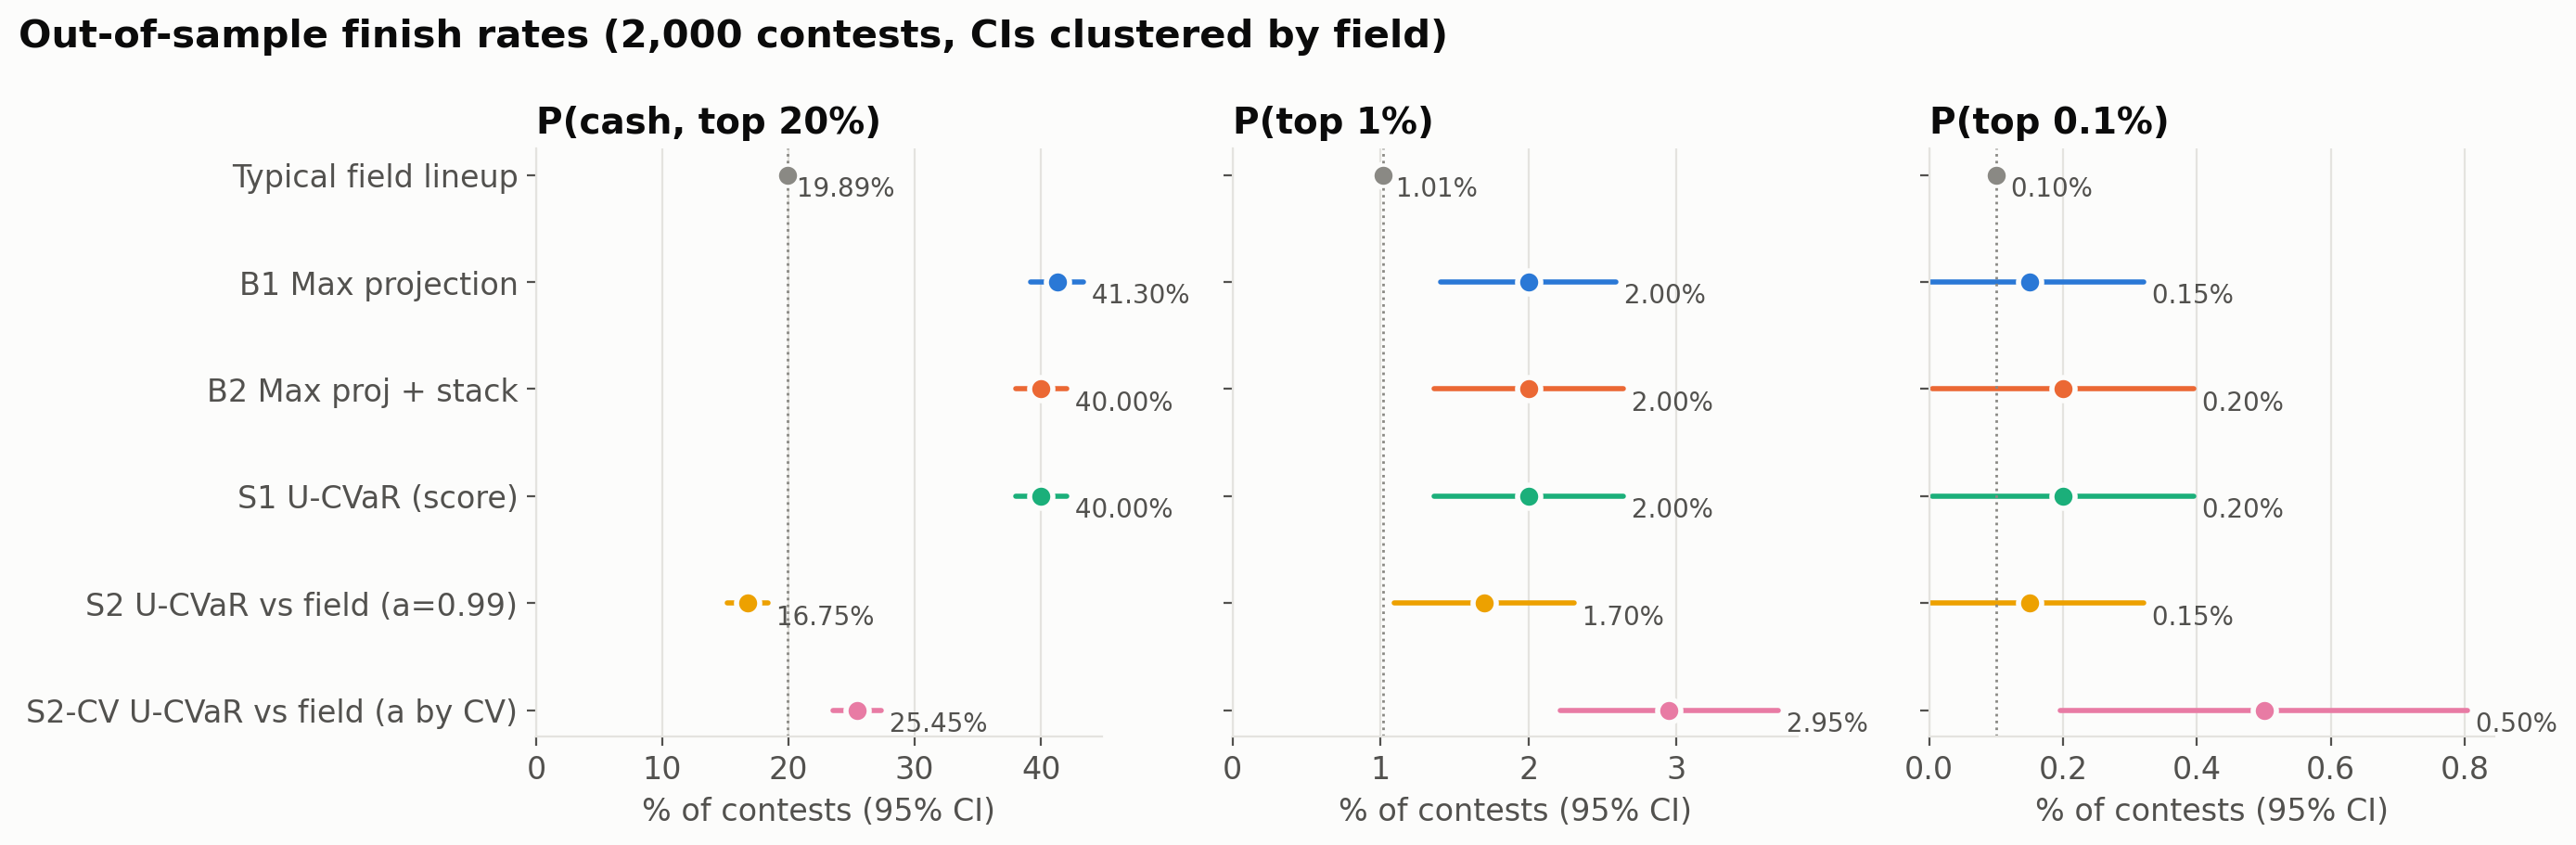 Out-of-sample finish rates (2,000 contests, CIs clustered by field)
P(cash, top 20%)
P(top 1%)
P(top 0.1%)
Typical field lineup
19.89%
1.01%
0.10%
B1 Max projection
41.30%
2.00%
0.15%
B2 Max proj + stack
40.00%
2.00%
0.20%
S1 U-CVaR (score)
40.00%
2.00%
0.20%
S2 U-CVaR vs field (a=0.99)
16.75%
1.70%
0.15%
S2-CV U-CVaR vs field (a by CV)
25.45%
2.95%
0.50%
0 10 20 30 40
0 1 2 3
0.0 0.2 0.4 0.6 0.8
% of contests (95% CI)
% of contests (95% CI)
% of contests (95% CI)